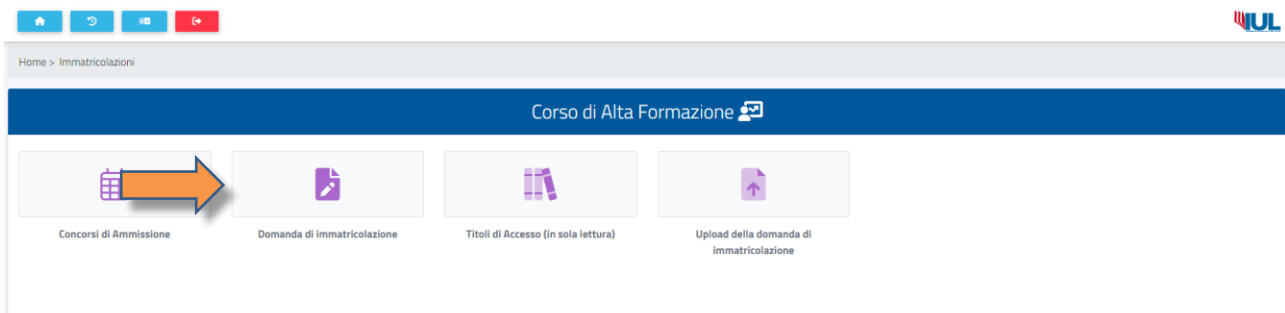 IUL
Home > Immatricolazioni
Corso di Alta Formazione
Concorsi di Ammissione
Domanda di immatricolazione
Titoli di Accesso (in sola lettura)
Upload della domanda di
immatricolazione